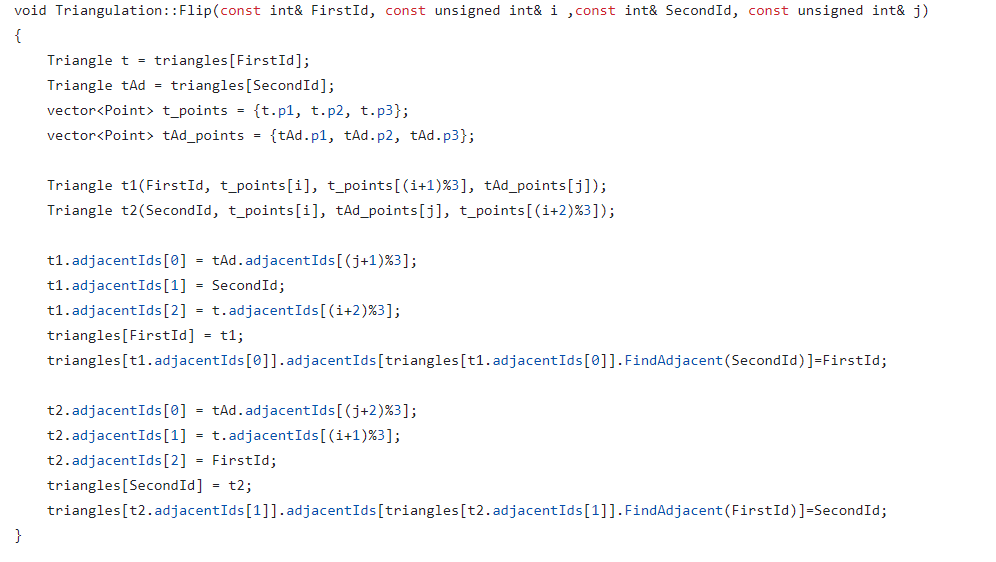 void Triangulation::Flip(const int& FirstId, const unsigned int& i ,const int& SecondId, const unsigned int& j)
{
    Triangle t = triangles[FirstId];
    Triangle tAd = triangles[SecondId];
    vector<Point> t_points = {t.p1, t.p2, t.p3};
    vector<Point> tAd_points = {tAd.p1, tAd.p2, tAd.p3};

    Triangle t1(FirstId, t_points[i], t_points[(i+1)%3], tAd_points[j]);
    Triangle t2(SecondId, t_points[i], tAd_points[j], t_points[(i+2)%3]);

    t1.adjacentIds[0] = tAd.adjacentIds[(j+1)%3];
    t1.adjacentIds[1] = SecondId;
    t1.adjacentIds[2] = t.adjacentIds[(i+2)%3];
    triangles[FirstId] = t1;
    triangles[t1.adjacentIds[0]].adjacentIds[triangles[t1.adjacentIds[0]].FindAdjacent(SecondId)]=FirstId;

    t2.adjacentIds[0] = tAd.adjacentIds[(j+2)%3];
    t2.adjacentIds[1] = t.adjacentIds[(i+1)%3];
    t2.adjacentIds[2] = FirstId;
    triangles[SecondId] = t2;
    triangles[t2.adjacentIds[1]].adjacentIds[triangles[t2.adjacentIds[1]].FindAdjacent(FirstId)]=SecondId;
}